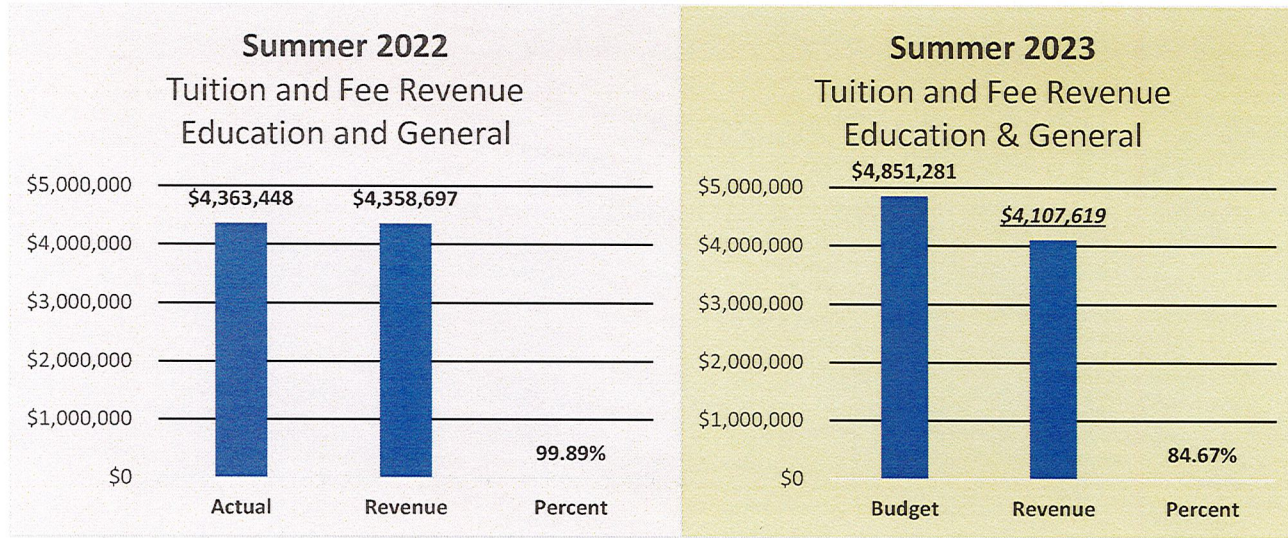 Summer 2022
Tuition and Fee Revenue
Education and General
$5,000,000
$4,000,000
$3,000,000
$2,000,000
$1,000,000
$0
$4,363,448
$4,358,697
99.89%
Actual
Revenue
Percent
Summer 2023
Tuition and Fee Revenue
Education & General
$5,000,000
$4,000,000
$3,000,000
$2,000,000
$1,000,000
$0
$4,851,281
$4,107,619
84.67%
Budget
Revenue
Percent